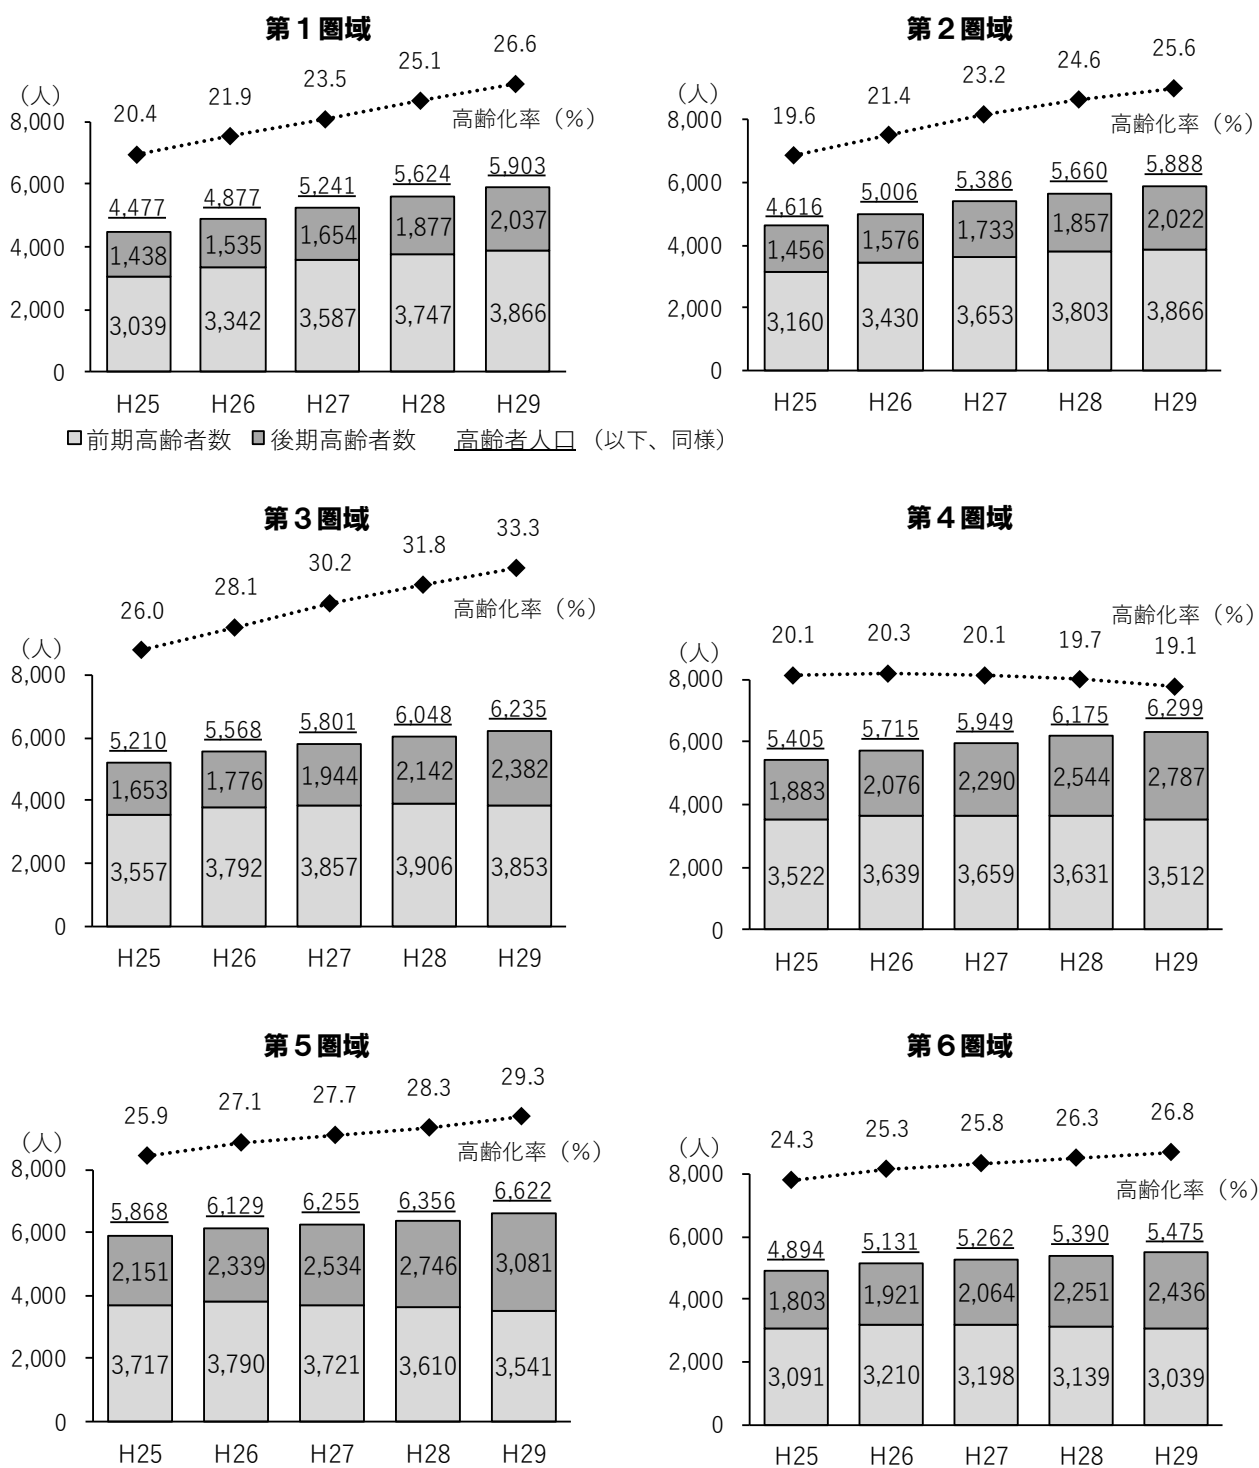 第１圏域
20.4 21.9 23.5 25.1 26.6
高齢化率（%）
（人）
8,000
6,000
4,000
2,000
0
4,477 4,877 5,241 5,624 5,903
1,438 1,535 1,654 1,877 2,037
3,039 3,342 3,587 3,747 3,866
H25 H26 H27 H28 H29
前期高齢者数 後期高齢者数 高齢者人口 （以下、同様）
第２圏域
19.6 21.4 23.2 24.6 25.6
高齢化率（%）
（人）
8,000
6,000
4,000
2,000
0
4,616 5,006 5,386 5,660 5,888
1,456 1,576 1,733 1,857 2,022
3,160 3,430 3,653 3,803 3,866
H25 H26 H27 H28 H29
第３圏域
26.0 28.1 30.2 31.8 33.3
高齢化率（%）
（人）
8,000
6,000
4,000
2,000
0
5,210 5,568 5,801 6,048 6,235
1,653 1,776 1,944 2,142 2,382
3,557 3,792 3,857 3,906 3,853
H25 H26 H27 H28 H29
第４圏域
高齢化率（%）
20.1 20.3 20.1 19.7 19.1
（人）
8,000
6,000
4,000
2,000
0
5,405 5,715 5,949 6,175 6,299
1,883 2,076 2,290 2,544 2,787
3,522 3,639 3,659 3,631 3,512
H25 H26 H27 H28 H29
第５圏域
25.9 27.1 27.7 28.3 29.3
高齢化率（%）
（人）
8,000
6,000
4,000
2,000
0
5,868 6,129 6,255 6,356 6,622
2,151 2,339 2,534 2,746 3,081
3,717 3,790 3,721 3,610 3,541
H25 H26 H27 H28 H29
第６圏域
24.3 25.3 25.8 26.3 26.8
高齢化率（%）
（人）
8,000
6,000
4,000
2,000
0
4,894 5,131 5,262 5,390 5,475
1,803 1,921 2,064 2,251 2,436
3,091 3,210 3,198 3,139 3,039
H25 H26 H27 H28 H29